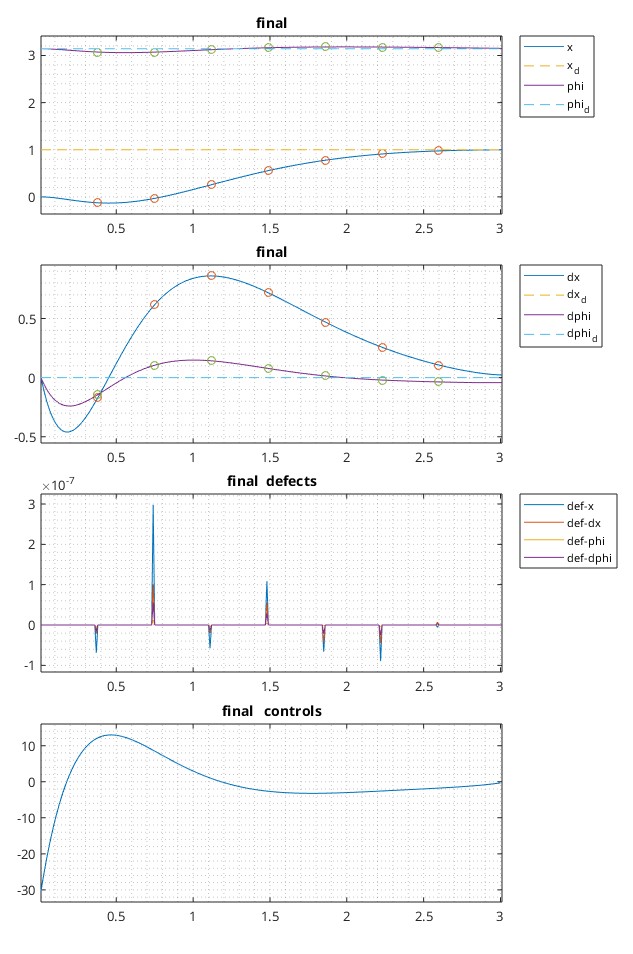 final
3
2
1
0
0.5 1 1.5 2 2.5 3
x
x_d
phi
phi_d
final
0.5
0
-0.5
0.5 1 1.5 2 2.5 3
dx
dx_d
dphi
dphi_d
×10^-7
final defects
3
2
1
0
-1
0.5 1 1.5 2 2.5 3
def-x
def-dx
def-phi
def-dphi
final controls
10
0
-10
-20
-30
0.5 1 1.5 2 2.5 3